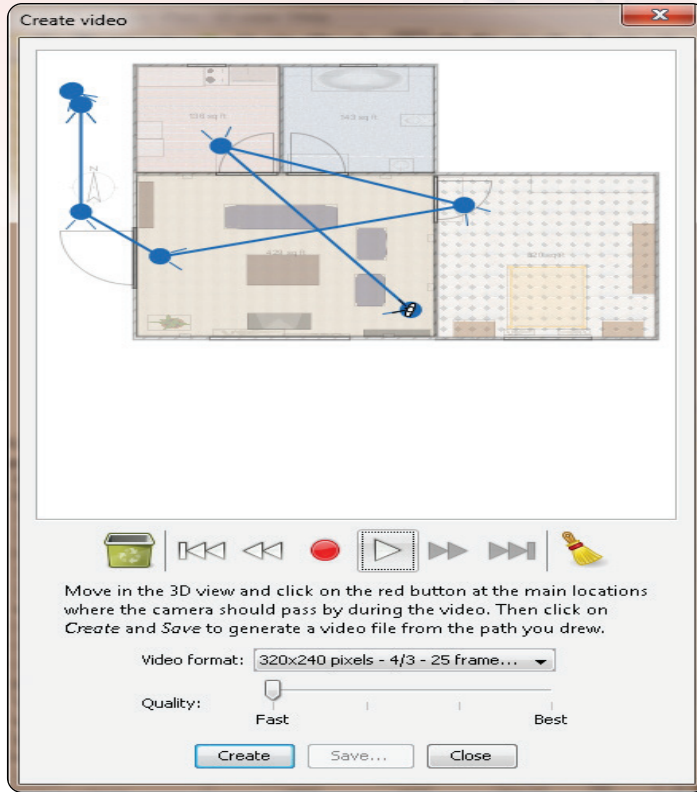 Create video
N
Move in the 3D view and click on the red button at the main locations
where the camera should pass by during the video. Then click on
Create and Save to generate a video file from the path you drew.
Video format: 320x240 pixels - 4/3 - 25 frame...
Quality:
Fast Best
Create Save... Close